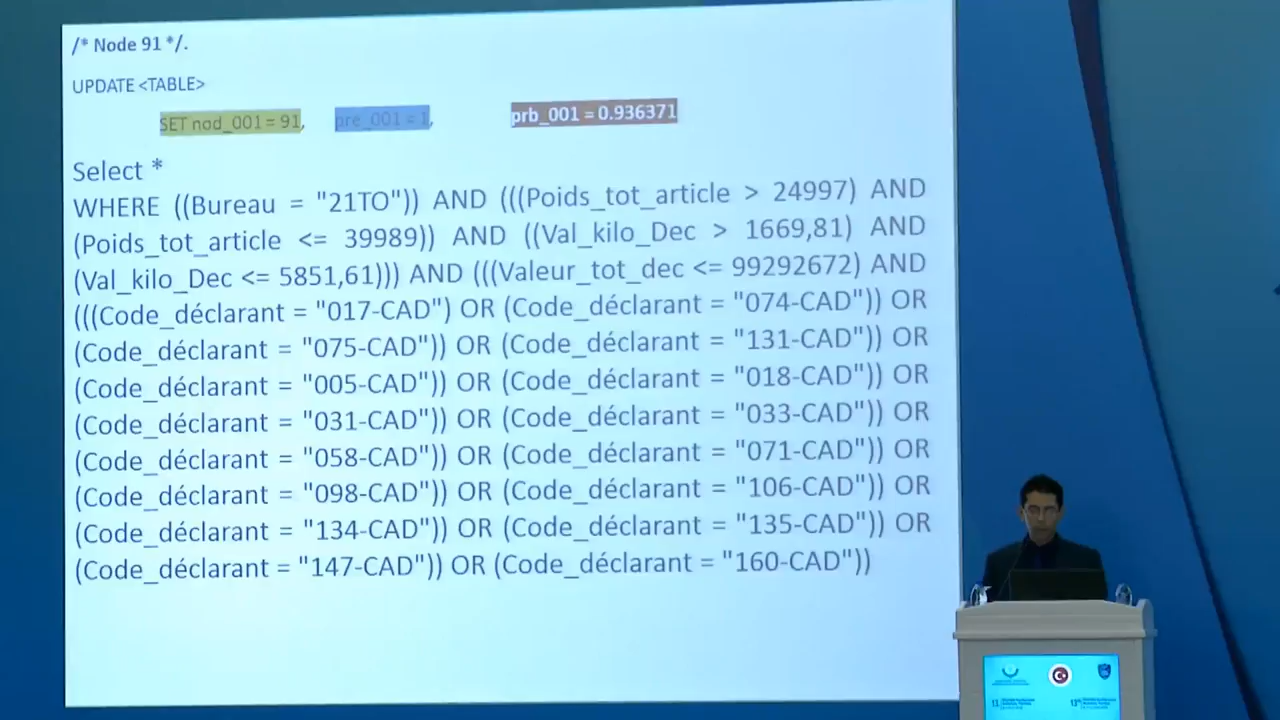 /* Node 91 */.
UPDATE <TABLE>
SET nod_001 = 91, pre_001 = 1, prb_001 = 0.936371
Select *
WHERE ((Bureau = "21TO")) AND (((Poids_tot_article > 24997) AND
(Poids_tot_article <= 39989)) AND ((Val_kilo_Dec > 1669,81) AND
(Val_kilo_Dec <= 5851,61))) AND (((Valeur_tot_dec <= 99292672) AND
(((Code_déclarant = "017-CAD") OR (Code_déclarant = "074-CAD")) OR
(Code_déclarant = "075-CAD")) OR (Code_déclarant = "131-CAD")) OR
(Code_déclarant = "005-CAD")) OR (Code_déclarant = "018-CAD")) OR
(Code_déclarant = "031-CAD")) OR (Code_déclarant = "033-CAD")) OR
(Code_déclarant = "058-CAD")) OR (Code_déclarant = "071-CAD")) OR
(Code_déclarant = "098-CAD")) OR (Code_déclarant = "106-CAD")) OR
(Code_déclarant = "134-CAD")) OR (Code_déclarant = "135-CAD")) OR
(Code_déclarant = "147-CAD")) OR (Code_déclarant = "160-CAD"))